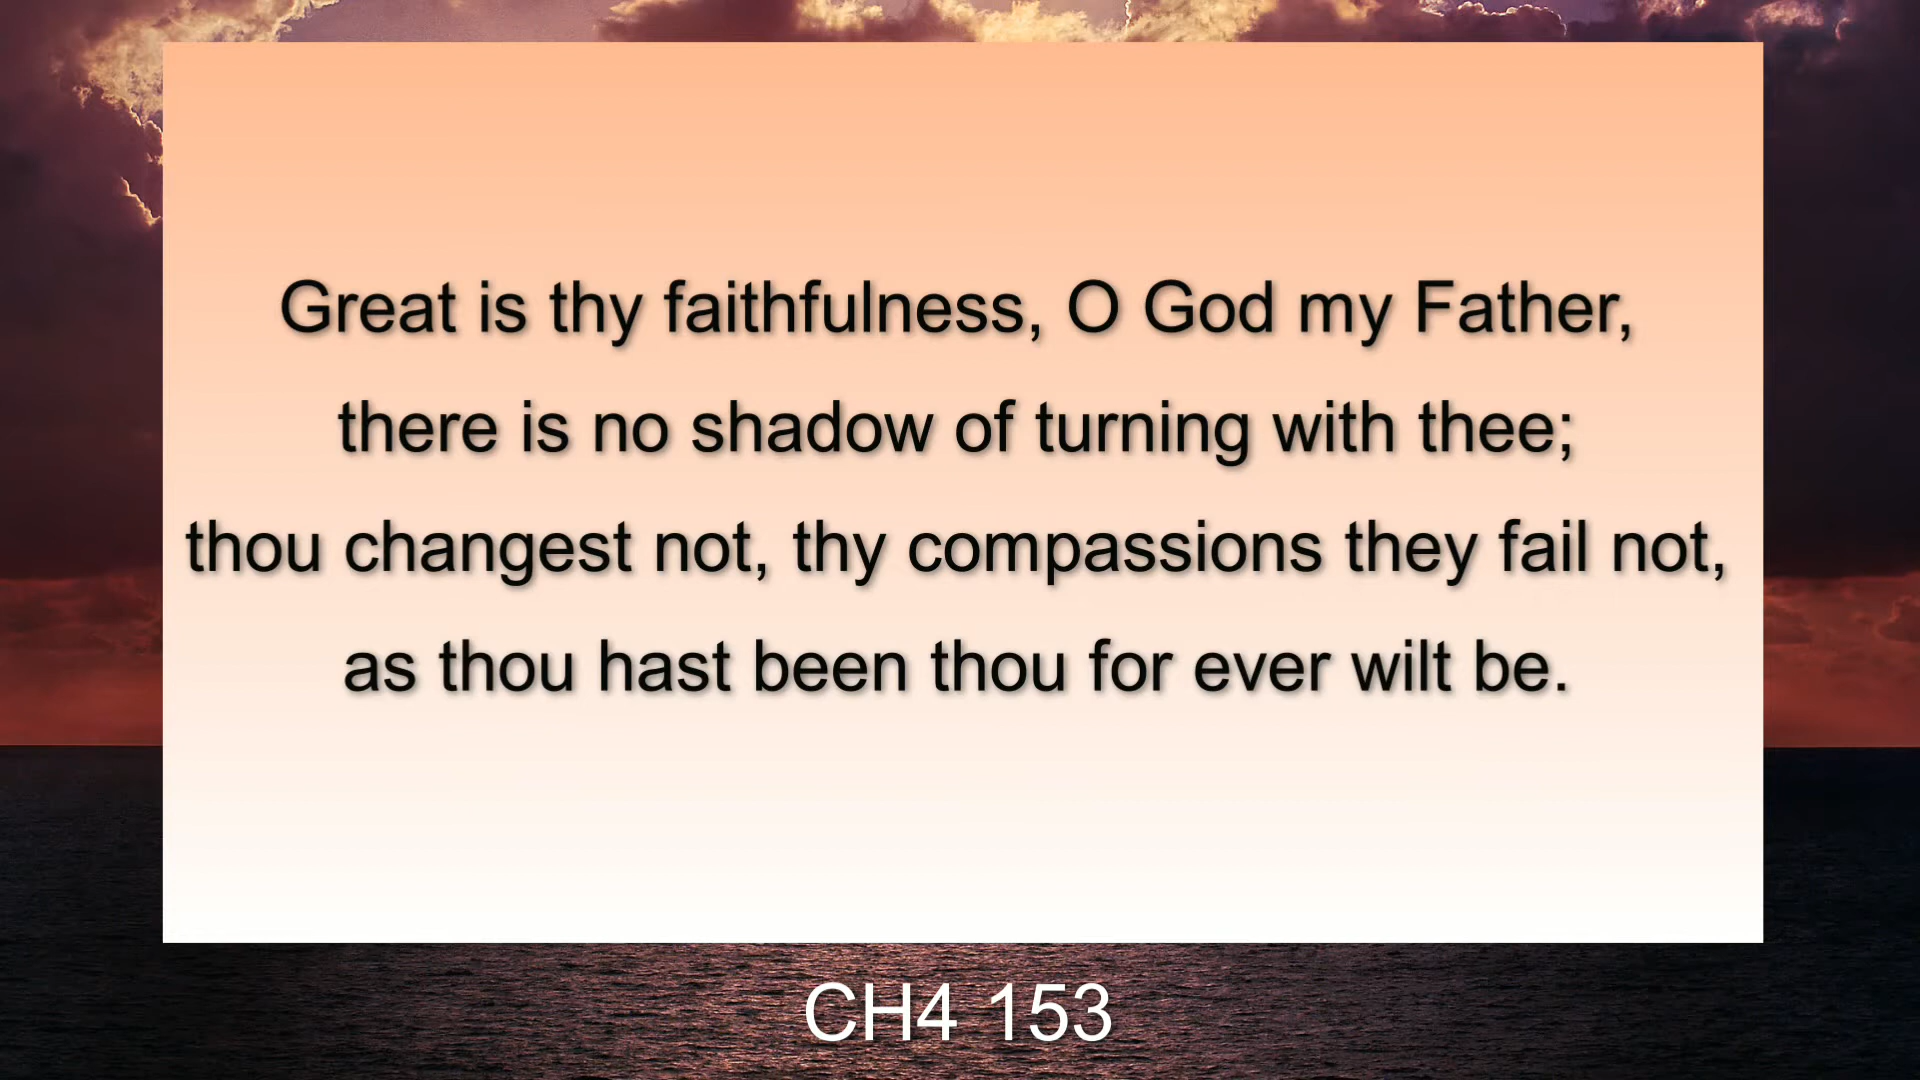 Great is thy faithfulness, O God my Father,
there is no shadow of turning with thee;
thou changest not, thy compassions they fail not,
as thou hast been thou for ever wilt be.
CH4 153